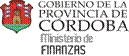 GOBIERNO DE LA
PROVINCIA DE
CORDOBA
Ministerio de
FINANZAS